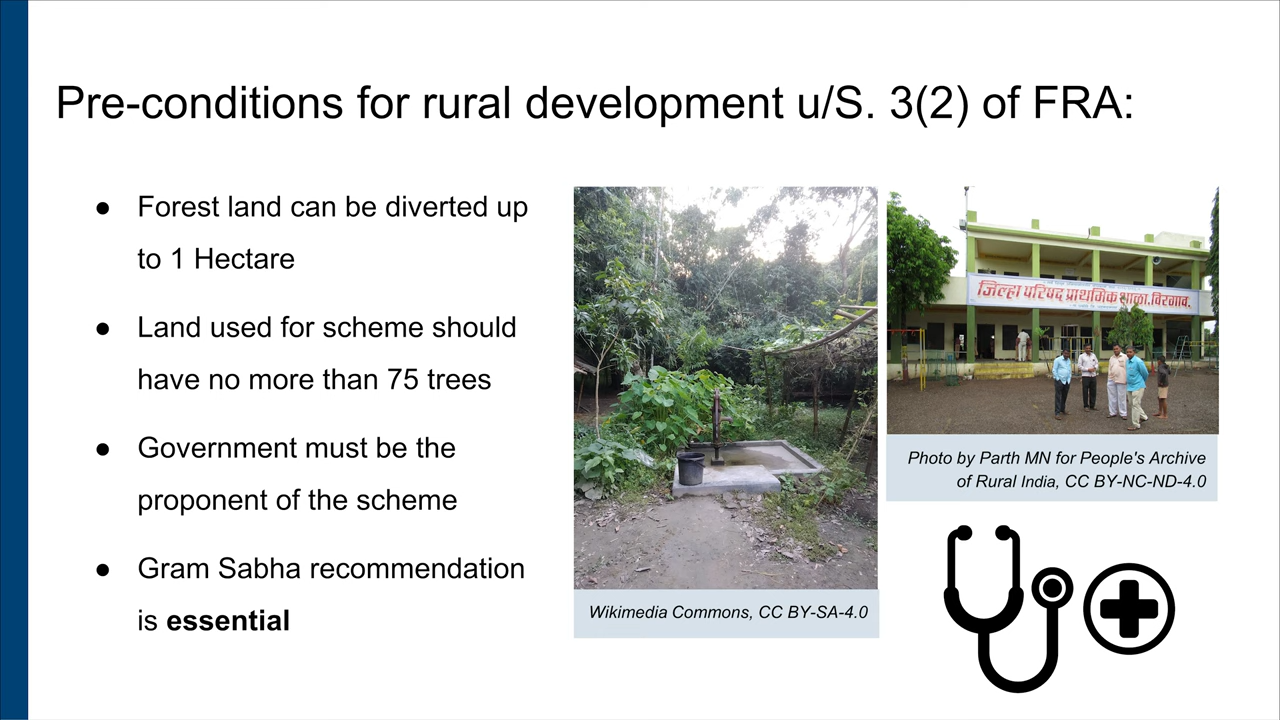 Pre-conditions for rural development u/S. 3(2) of FRA:
● Forest land can be diverted up
to 1 Hectare
● Land used for scheme should
have no more than 75 trees
● Government must be the
proponent of the scheme
● Gram Sabha recommendation
is essential
Wikimedia Commons, CC BY-SA-4.0
जिल्हा परिषद प्राथमिक शाळा. विरगाव.
Photo by Parth MN for People's Archive
of Rural India, CC BY-NC-ND-4.0